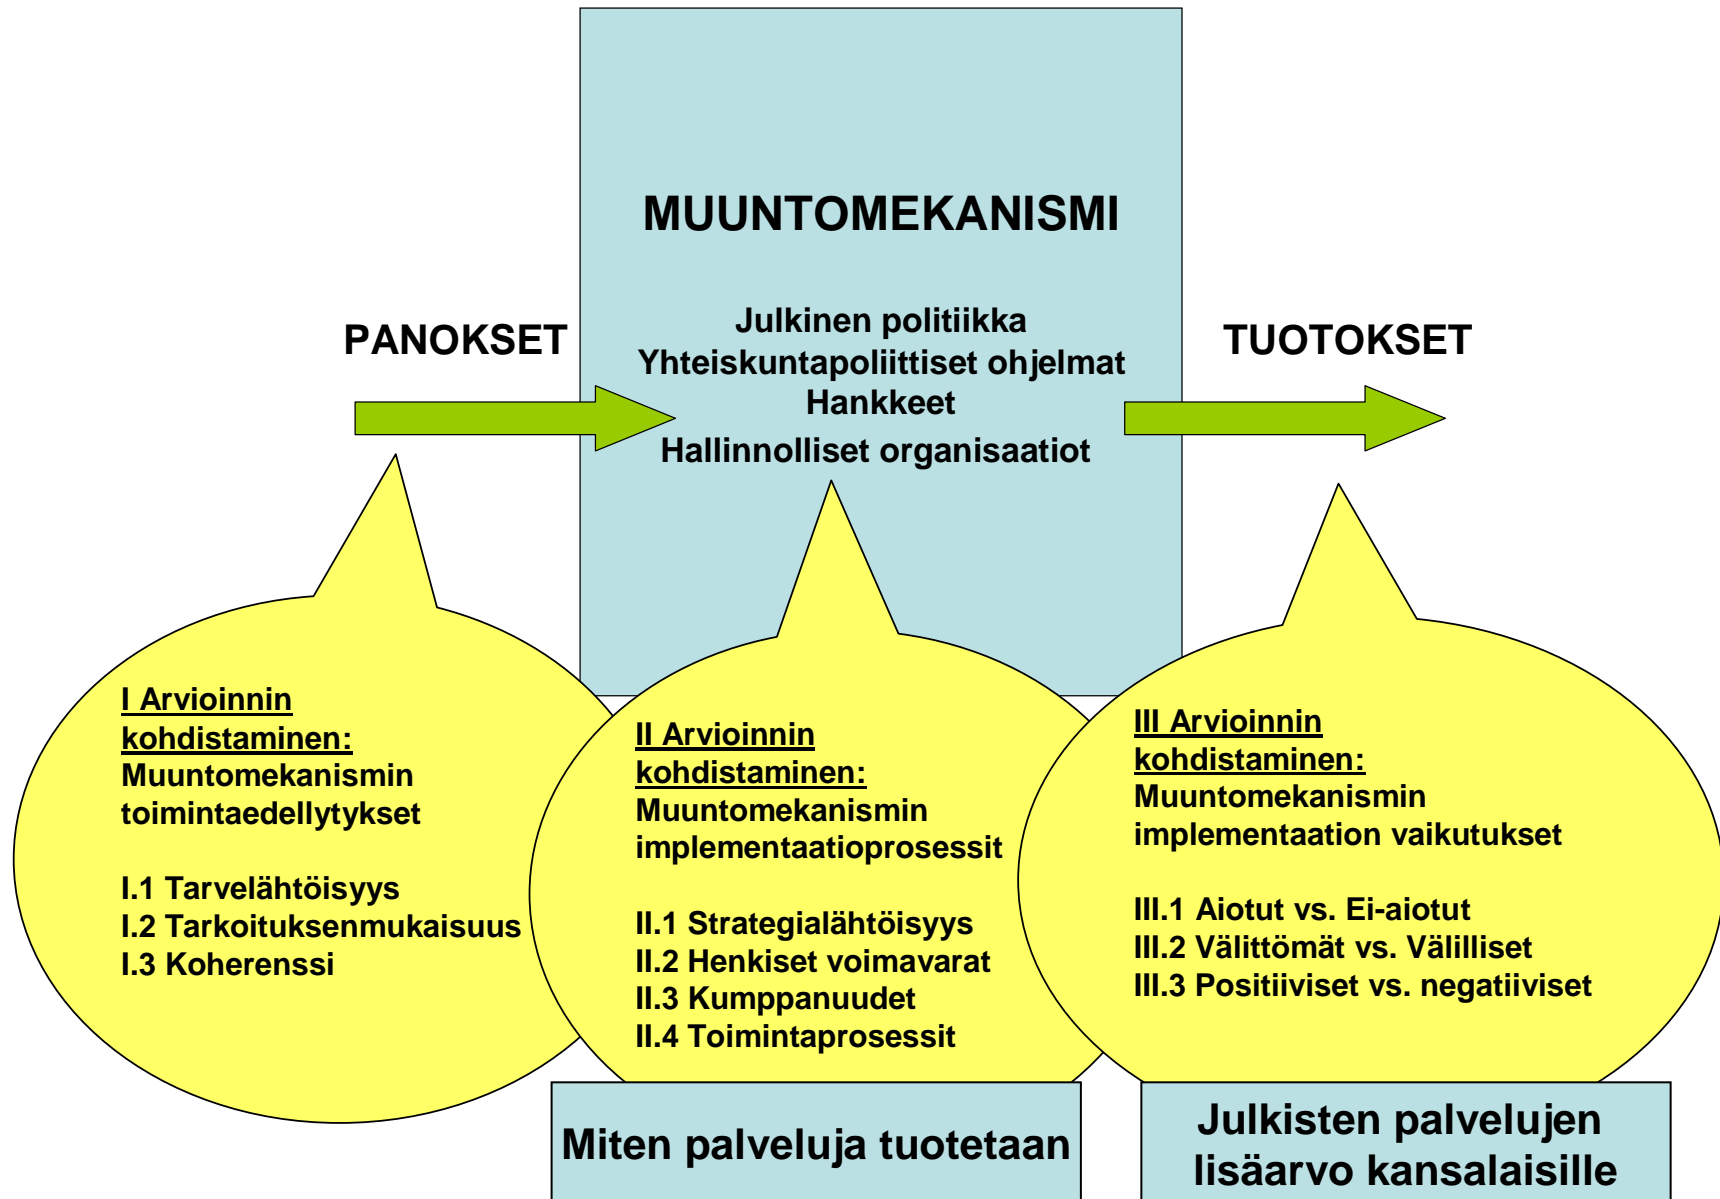 MUUNTOMEKANISMI
PANOKSET
Julkinen politiikka
Yhteiskuntapoliittiset ohjelmat
Hankkeet
Hallinnolliset organisaatiot
TUOTOKSET
I Arvioinnin
kohdistaminen:
Muuntomekanismin
toimintaedellytykset
I.1 Tarvelähtöisyys
I.2 Tarkoituksenmukaisuus
I.3 Koherenssi
II Arvioinnin
kohdistaminen:
Muuntomekanismin
implementaatioprosessit
II.1 Strategialähtöisyys
II.2 Henkiset voimavarat
II.3 Kumppanuudet
II.4 Toimintaprosessit
III Arvioinnin
kohdistaminen:
Muuntomekanismin
implementaation vaikutukset
III.1 Aiotut vs. Ei-aiotut
III.2 Välittömät vs. Välilliset
III.3 Positiiviset vs. negatiiviset
Miten palveluja tuotetaan
Julkisten palvelujen
lisäarvo kansalaisille